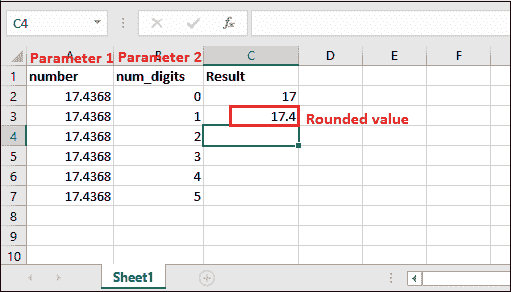 C4
fx
Parameter 1 Parameter 2
A B C D E F
1 number num_digits Result
2 17.4368 0 17
3 17.4368 1 17.4 Rounded value
4 17.4368 2
5 17.4368 3
6 17.4368 4
7 17.4368 5
8
9
10
Sheet1